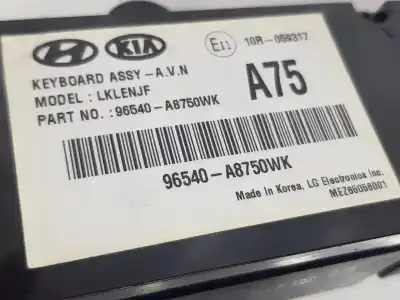 KIA
E11 10R-059317
KEYBOARD ASSY-A.V.N
MODEL : LKLENJF
A75
PART NO. :96540-A8750WK
96540-A8750WK
Made in Korea, LG Electronics Inc.
MEZ66056001